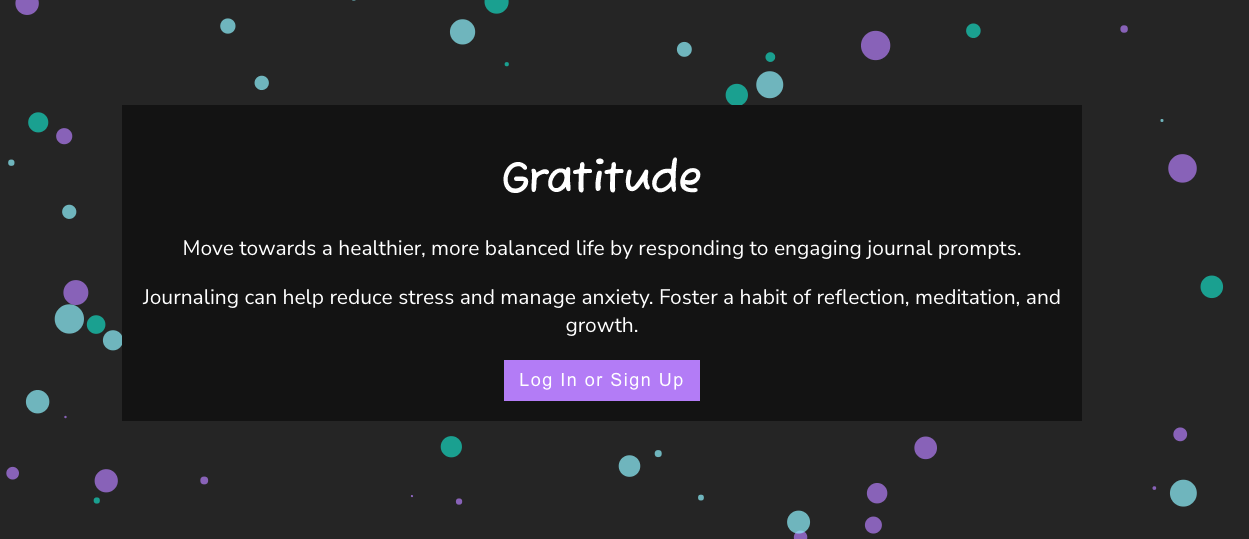 Gratitude
Move towards a healthier, more balanced life by responding to engaging journal prompts.
Journaling can help reduce stress and manage anxiety. Foster a habit of reflection, meditation, and
growth.
Log In or Sign Up